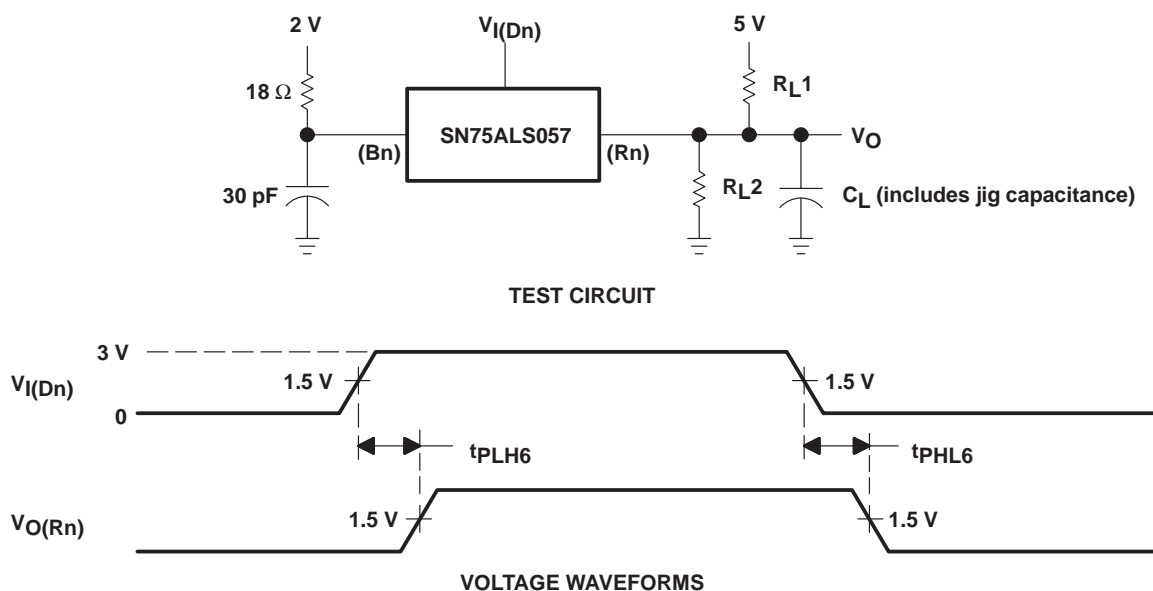 2 V
VI(Dn)
5 V
18 Ω
RL1
SN75ALS057
(Bn)
(Rn)
VO
30 pF
RL2
CL (includes jig capacitance)
TEST CIRCUIT
3 V
VI(Dn)
1.5 V
1.5 V
0
tPLH6
tPHL6
VO(Rn)
1.5 V
1.5 V
VOLTAGE WAVEFORMS